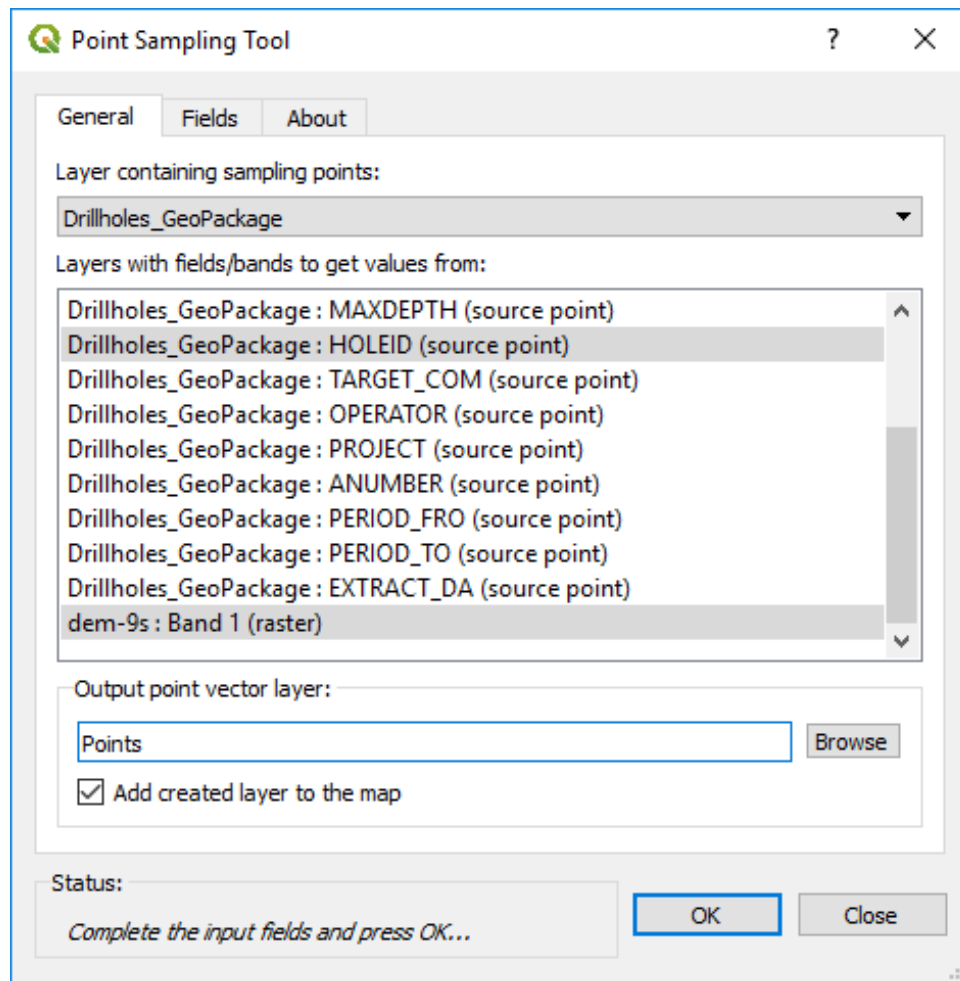 Point Sampling Tool ?
General Fields About
Layer containing sampling points:
Drillholes_GeoPackage
Layers with fields/bands to get values from:
Drillholes_GeoPackage : MAXDEPTH (source point)
Drillholes_GeoPackage : HOLEID (source point)
Drillholes_GeoPackage : TARGET_COM (source point)
Drillholes_GeoPackage : OPERATOR (source point)
Drillholes_GeoPackage : PROJECT (source point)
Drillholes_GeoPackage : ANUMBER (source point)
Drillholes_GeoPackage : PERIOD_FRO (source point)
Drillholes_GeoPackage : PERIOD_TO (source point)
Drillholes_GeoPackage : EXTRACT_DA (source point)
dem-9s : Band 1 (raster)
Output point vector layer:
Points Browse
Add created layer to the map
Status:
Complete the input fields and press OK...
OK Close